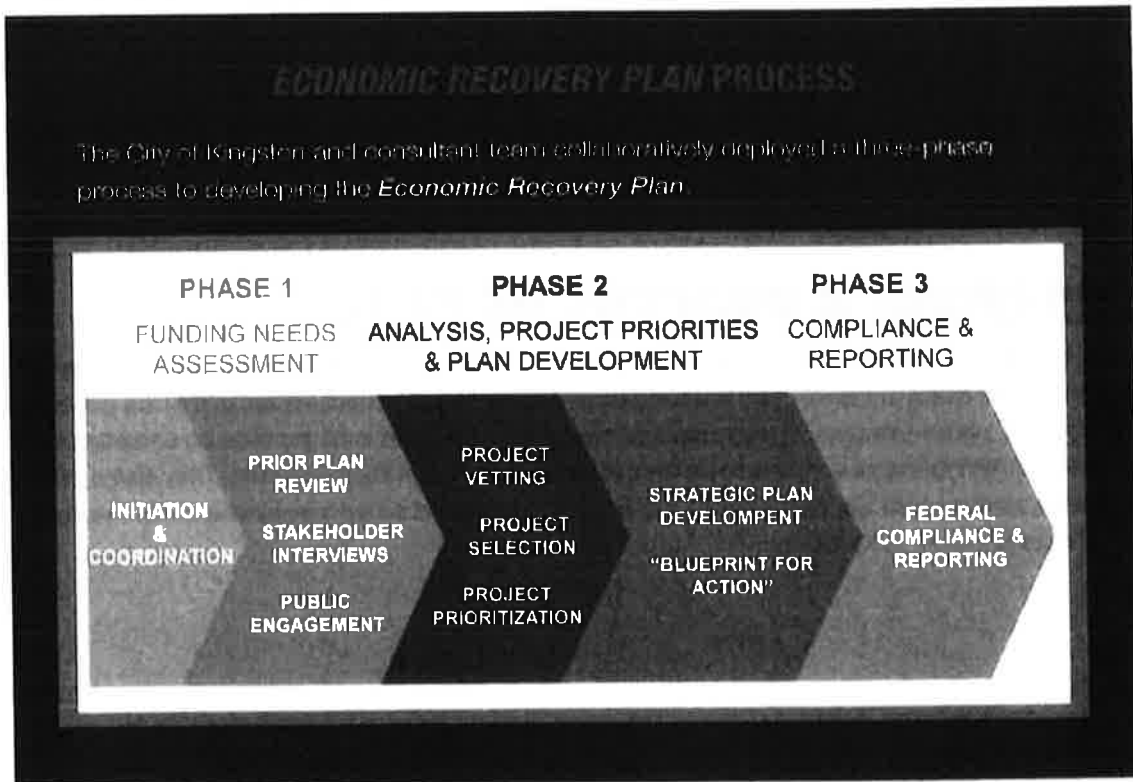 ECONOMIC RECOVERY PLAN PROCESS
The City of Kingston and consultant team collaboratively deployed a three-phase
process to developing the Economic Recovery Plan.
PHASE 1
FUNDING NEEDS
ASSESSMENT
PHASE 2
ANALYSIS, PROJECT PRIORITIES
& PLAN DEVELOPMENT
PHASE 3
COMPLIANCE &
REPORTING
INITIATION
&
COORDINATION
PRIOR PLAN
REVIEW
STAKEHOLDER
INTERVIEWS
PUBLIC
ENGAGEMENT
PROJECT
VETTING
PROJECT
SELECTION
PROJECT
PRIORITIZATION
STRATEGIC PLAN
DEVELOMPENT
"BLUEPRINT FOR
ACTION"
FEDERAL
COMPLIANCE &
REPORTING